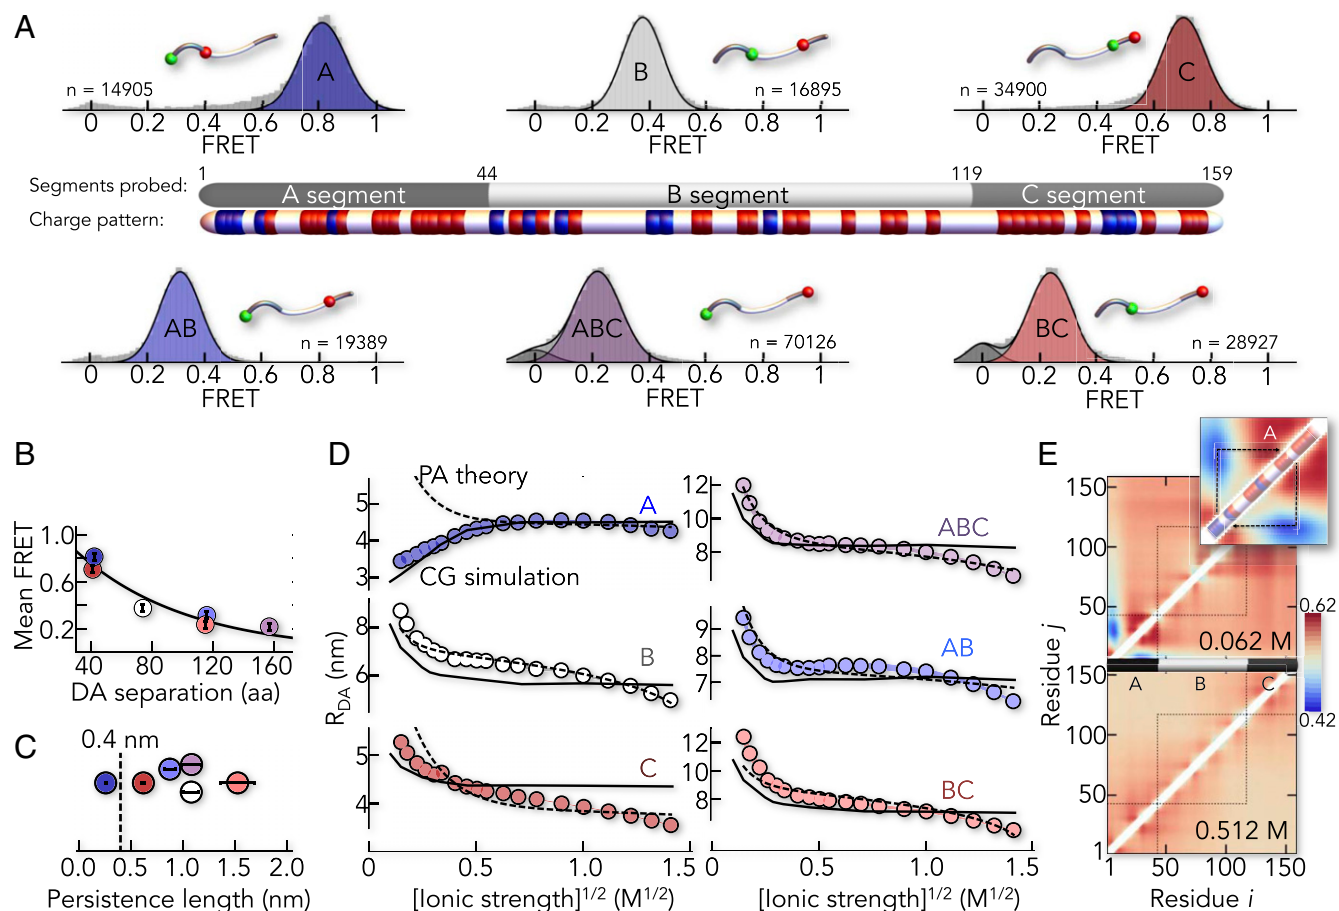 A
A
B
C
n = 14905
n = 16895
n = 34900
0 0.2 0.4 0.6 0.8 1
0 0.2 0.4 0.6 0.8 1
0 0.2 0.4 0.6 0.8 1
FRET
FRET
FRET
1 44 119 159
Segments probed:
A segment B segment C segment
Charge pattern:
AB
ABC
BC
n = 19389
n = 70126
n = 28927
0 0.2 0.4 0.6 0.8 1
0 0.2 0.4 0.6 0.8 1
0 0.2 0.4 0.6 0.8 1
FRET
FRET
FRET
B
Mean FRET
1.0
0.6
0.2
40 80 120 160
DA separation (aa)
C
0.4 nm
0 1.0 2.0
Persistence length (nm)
D
PA theory
CG simulation
A
5
4
3
B
8
6
R_DA (nm)
C
5
4
0 0.5 1.0 1.5
[Ionic strength]^1/2 (M^1/2)
ABC
12
10
8
AB
9
8
7
BC
12
10
8
0 0.5 1.0 1.5
[Ionic strength]^1/2 (M^1/2)
E
A
150
100
50
0.062 M
0.62
0.42
A B C
Residue j
150
100
50
1
0.512 M
1 50 100 150
Residue i